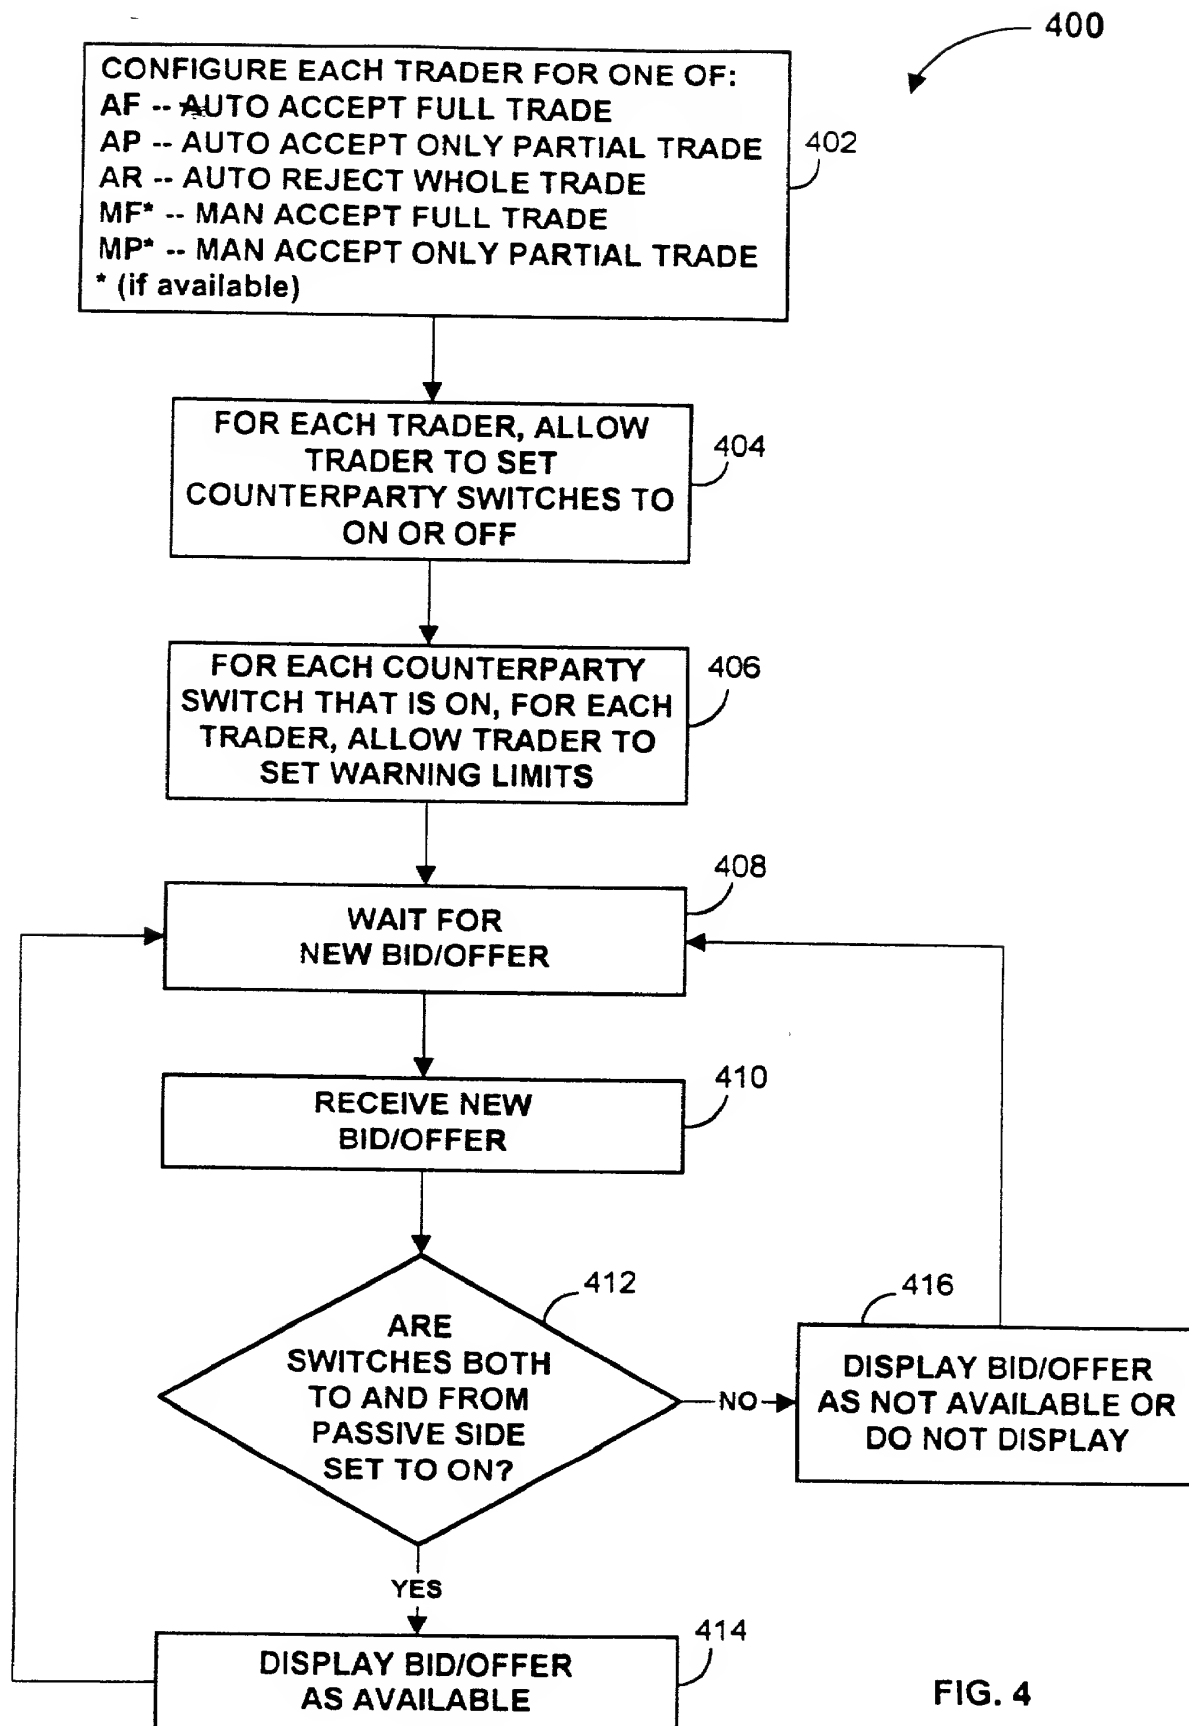 400
CONFIGURE EACH TRADER FOR ONE OF:
AF -- AUTO ACCEPT FULL TRADE
AP -- AUTO ACCEPT ONLY PARTIAL TRADE
AR -- AUTO REJECT WHOLE TRADE
MF* -- MAN ACCEPT FULL TRADE
MP* -- MAN ACCEPT ONLY PARTIAL TRADE
* (if available)
402
FOR EACH TRADER, ALLOW
TRADER TO SET
COUNTERPARTY SWITCHES TO
ON OR OFF
404
FOR EACH COUNTERPARTY
SWITCH THAT IS ON, FOR EACH
TRADER, ALLOW TRADER TO
SET WARNING LIMITS
406
408
WAIT FOR
NEW BID/OFFER
410
RECEIVE NEW
BID/OFFER
412
ARE
SWITCHES BOTH
TO AND FROM
PASSIVE SIDE
SET TO ON?
NO
416
DISPLAY BID/OFFER
AS NOT AVAILABLE OR
DO NOT DISPLAY
YES
414
DISPLAY BID/OFFER
AS AVAILABLE
FIG. 4